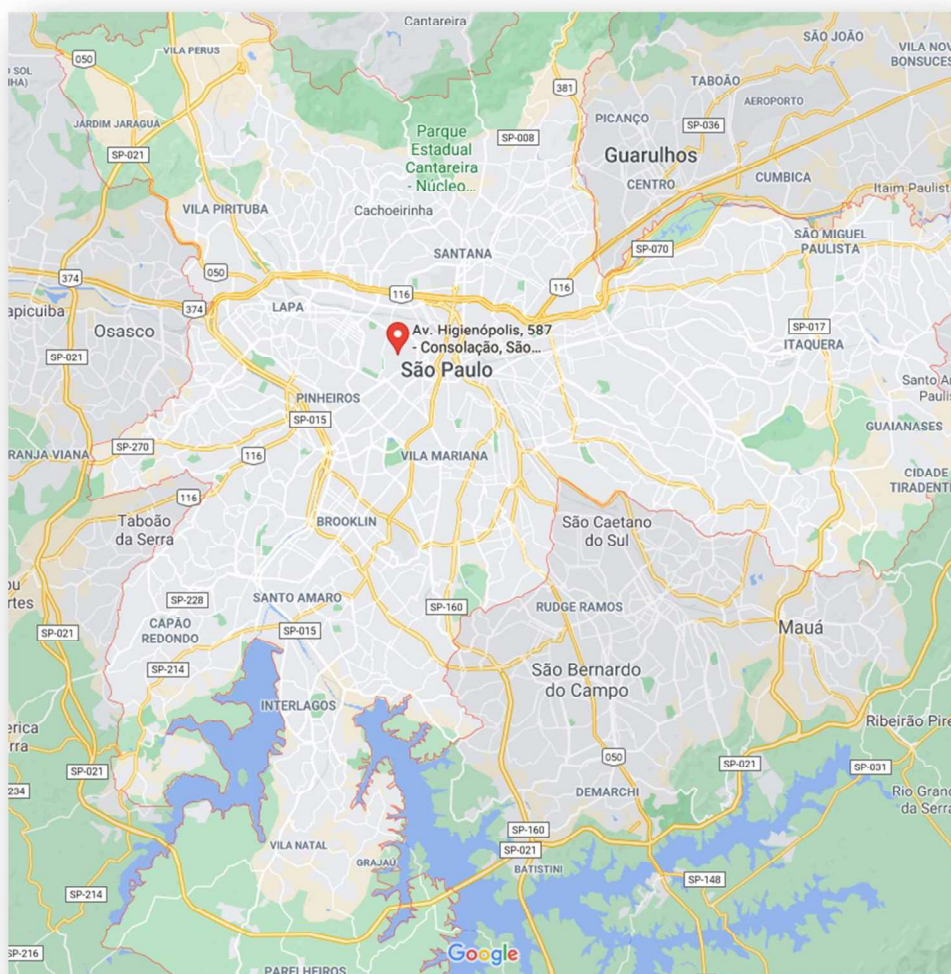 Cantareira
SÃO JOÃO
050
VILA PERUS
VILA NOV
BONSUCES
SOL
HA)
381
TABOÃO
AEROPORTO
JARDIM JARAGUÁ
PICANÇO
SP-036
Parque
Estadual
Cantareira
- Núcleo...
SP-008
SP-021
Guarulhos
CENTRO
CUMBICA
Itaim Paulista
VILA PIRITUBA
Cachoeirinha
SÃO MIGUEL
PAULISTA
SANTANA
SP-070
050
374
116
116
374
LAPA
apicuiba
Osasco
SP-017
Av. Higienópolis, 587
- Consolação, São...
ITAQUERA
SP-021
São Paulo
Santo An
Paulis
PINHEIROS
SP-015
GUAIANASES
SP-270
RANJA VIANA
116
VILA MARIANA
CIDADE
TIRADENTE
116
Taboão
da Serra
BROOKLIN
São Caetano
do Sul
ou
rtes
SP-228
SANTO AMARO
SP-160
RUDGE RAMOS
SP-021
CAPÃO
REDONDO
SP-015
Mauá
SP-214
São Bernardo
do Campo
INTERLAGOS
erica
rra
Ribeirão Pire
050
SP-021
SP-021
SP-031
234
DEMARCHI
Rio Grand
da Serra
SP-160
VILA NATAL
SP-021
GRAJAÚ
BATISTINI
SP-148
SP-214
Google
SP-216
PARELHEIROS